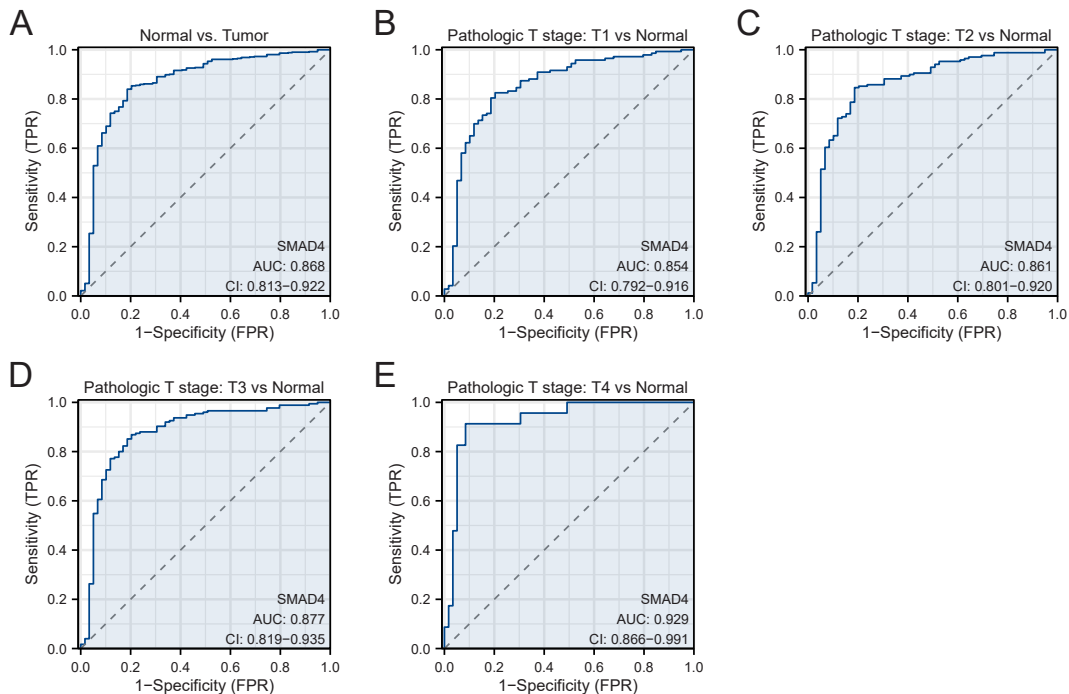 A
Normal vs. Tumor
Sensitivity (TPR)
1.0
0.8
0.6
0.4
0.2
0.0
SMAD4
AUC: 0.868
CI: 0.813−0.922
0.0 0.2 0.4 0.6 0.8 1.0
1−Specificity (FPR)
B
Pathologic T stage: T1 vs Normal
Sensitivity (TPR)
1.0
0.8
0.6
0.4
0.2
0.0
SMAD4
AUC: 0.854
CI: 0.792−0.916
0.0 0.2 0.4 0.6 0.8 1.0
1−Specificity (FPR)
C
Pathologic T stage: T2 vs Normal
Sensitivity (TPR)
1.0
0.8
0.6
0.4
0.2
0.0
SMAD4
AUC: 0.861
CI: 0.801−0.920
0.0 0.2 0.4 0.6 0.8 1.0
1−Specificity (FPR)
D
Pathologic T stage: T3 vs Normal
Sensitivity (TPR)
1.0
0.8
0.6
0.4
0.2
0.0
SMAD4
AUC: 0.877
CI: 0.819−0.935
0.0 0.2 0.4 0.6 0.8 1.0
1−Specificity (FPR)
E
Pathologic T stage: T4 vs Normal
Sensitivity (TPR)
1.0
0.8
0.6
0.4
0.2
0.0
SMAD4
AUC: 0.929
CI: 0.866−0.991
0.0 0.2 0.4 0.6 0.8 1.0
1−Specificity (FPR)